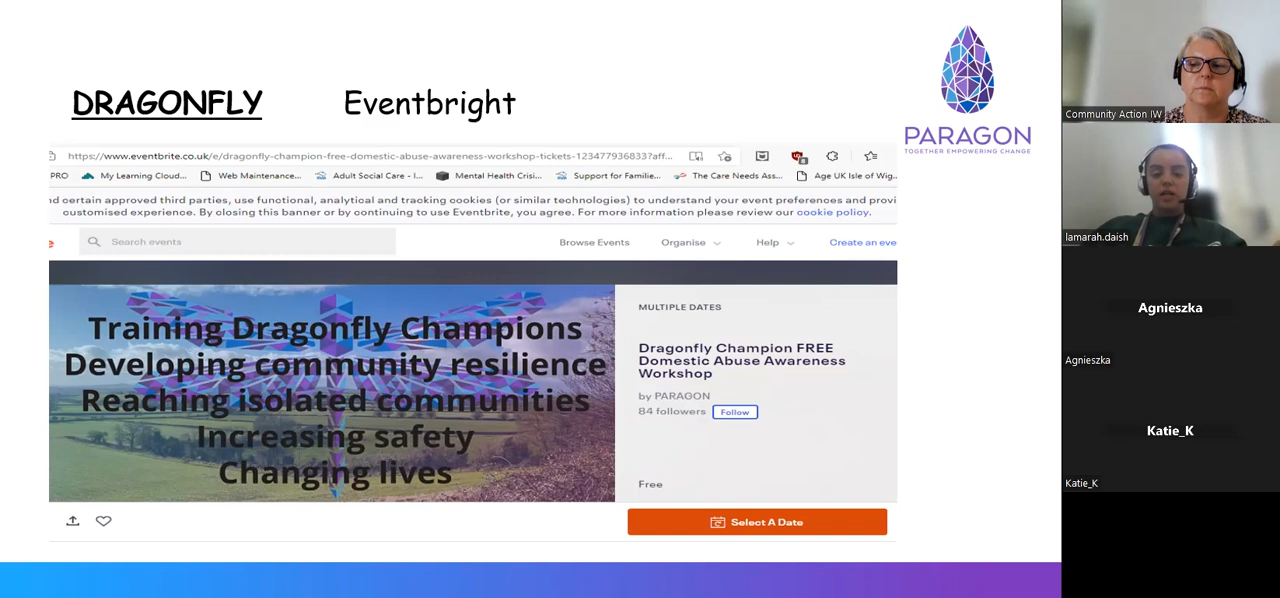 DRAGONFLY Eventbright
PARAGON
TOGETHER EMPOWERING CHANGE
https://www.eventbrite.co.uk/e/dragonfly-champion-free-domestic-abuse-awareness-workshop-tickets-123477936833?aff...
PRO My Learning Cloud... Web Maintenance... Adult Social Care - I... Mental Health Crisi... Support for Familie... The Care Needs Ass... Age UK Isle of Wig...
nd certain approved third parties, use functional, analytical and tracking cookies (or similar technologies) to understand your event preferences and provi
customised experience. By closing this banner or by continuing to use Eventbrite, you agree. For more information please review our cookie policy.
e Search events Browse Events Organise Help Create an eve
Training Dragonfly Champions
Developing community resilience
Reaching isolated communities
Increasing safety
Changing lives
MULTIPLE DATES
Dragonfly Champion FREE
Domestic Abuse Awareness
Workshop
by PARAGON
84 followers Follow
Free
Select A Date
Community Action IW
lamarah.daish
Agnieszka
Agnieszka
Katie_K
Katie_K